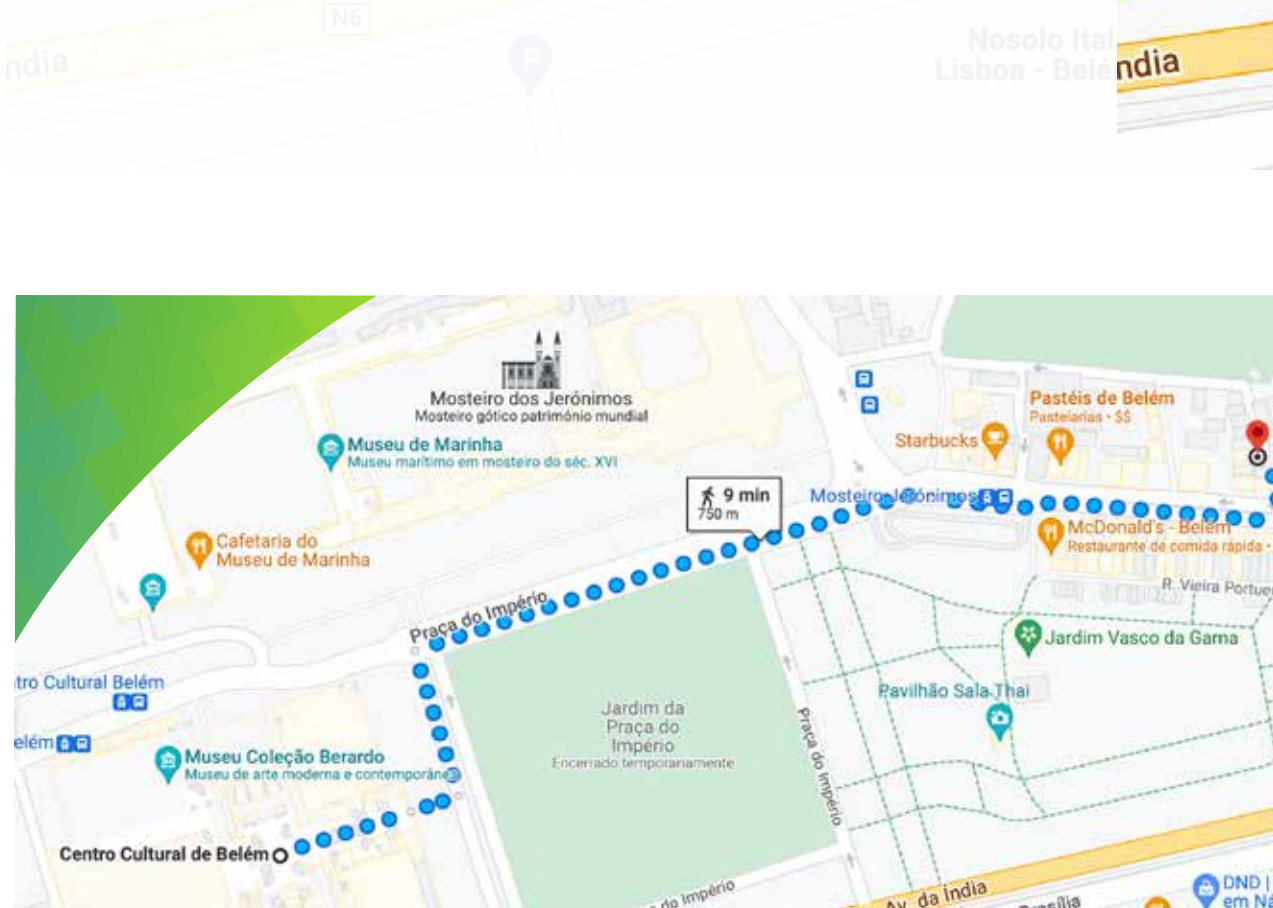 N6
ndia
P
Nosolo Ital
Lisboa - Belé
ndia
Mosteiro dos Jerónimos
Mosteiro gótico património mundial
Pastéis de Belém
Pastelarias • $$
Starbucks
Museu de Marinha
Museu marítimo em mosteiro do séc. XVI
9 min
750 m
Mosteiro Jerónimos
McDonald's - Belém
Restaurante de comida rápida •
Cafetaria do
Museu de Marinha
R. Vieira Portue
Praça do Império
Jardim Vasco da Gama
tro Cultural Belém
Pavilhão Sala Thai
Jardim da
Praça do
Império
Encerrado temporariamente
Praça do Império
elém
Museu Coleção Berardo
Museu de arte moderna e contemporâne
Centro Cultural de Belém
do Império
Av. da Índia
DND |
em Ná